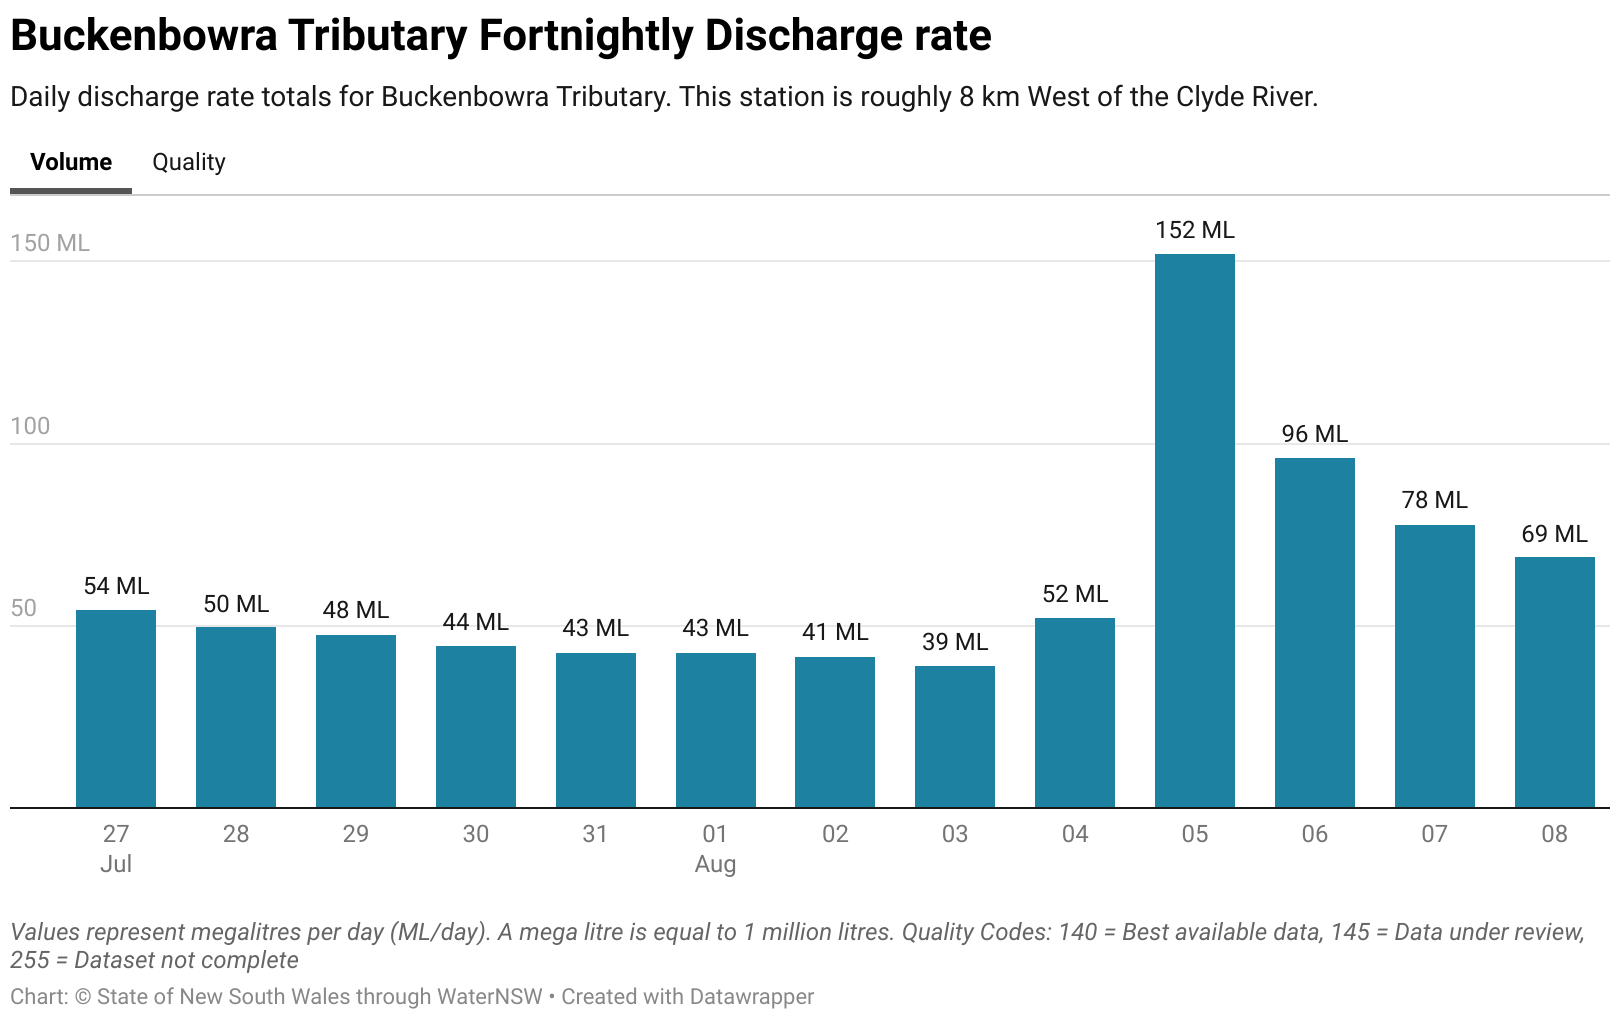 Buckenbowra Tributary Fortnightly Discharge rate
Daily discharge rate totals for Buckenbowra Tributary. This station is roughly 8 km West of the Clyde River.
Volume Quality
152 ML
150 ML
100
96 ML
78 ML
69 ML
54 ML
50 ML
48 ML
44 ML
43 ML
43 ML
41 ML
39 ML
52 ML
50
27 28 29 30 31 01 02 03 04 05 06 07 08
Jul Aug
Values represent megalitres per day (ML/day). A mega litre is equal to 1 million litres. Quality Codes: 140 = Best available data, 145 = Data under review,
255 = Dataset not complete
Chart: © State of New South Wales through WaterNSW • Created with Datawrapper